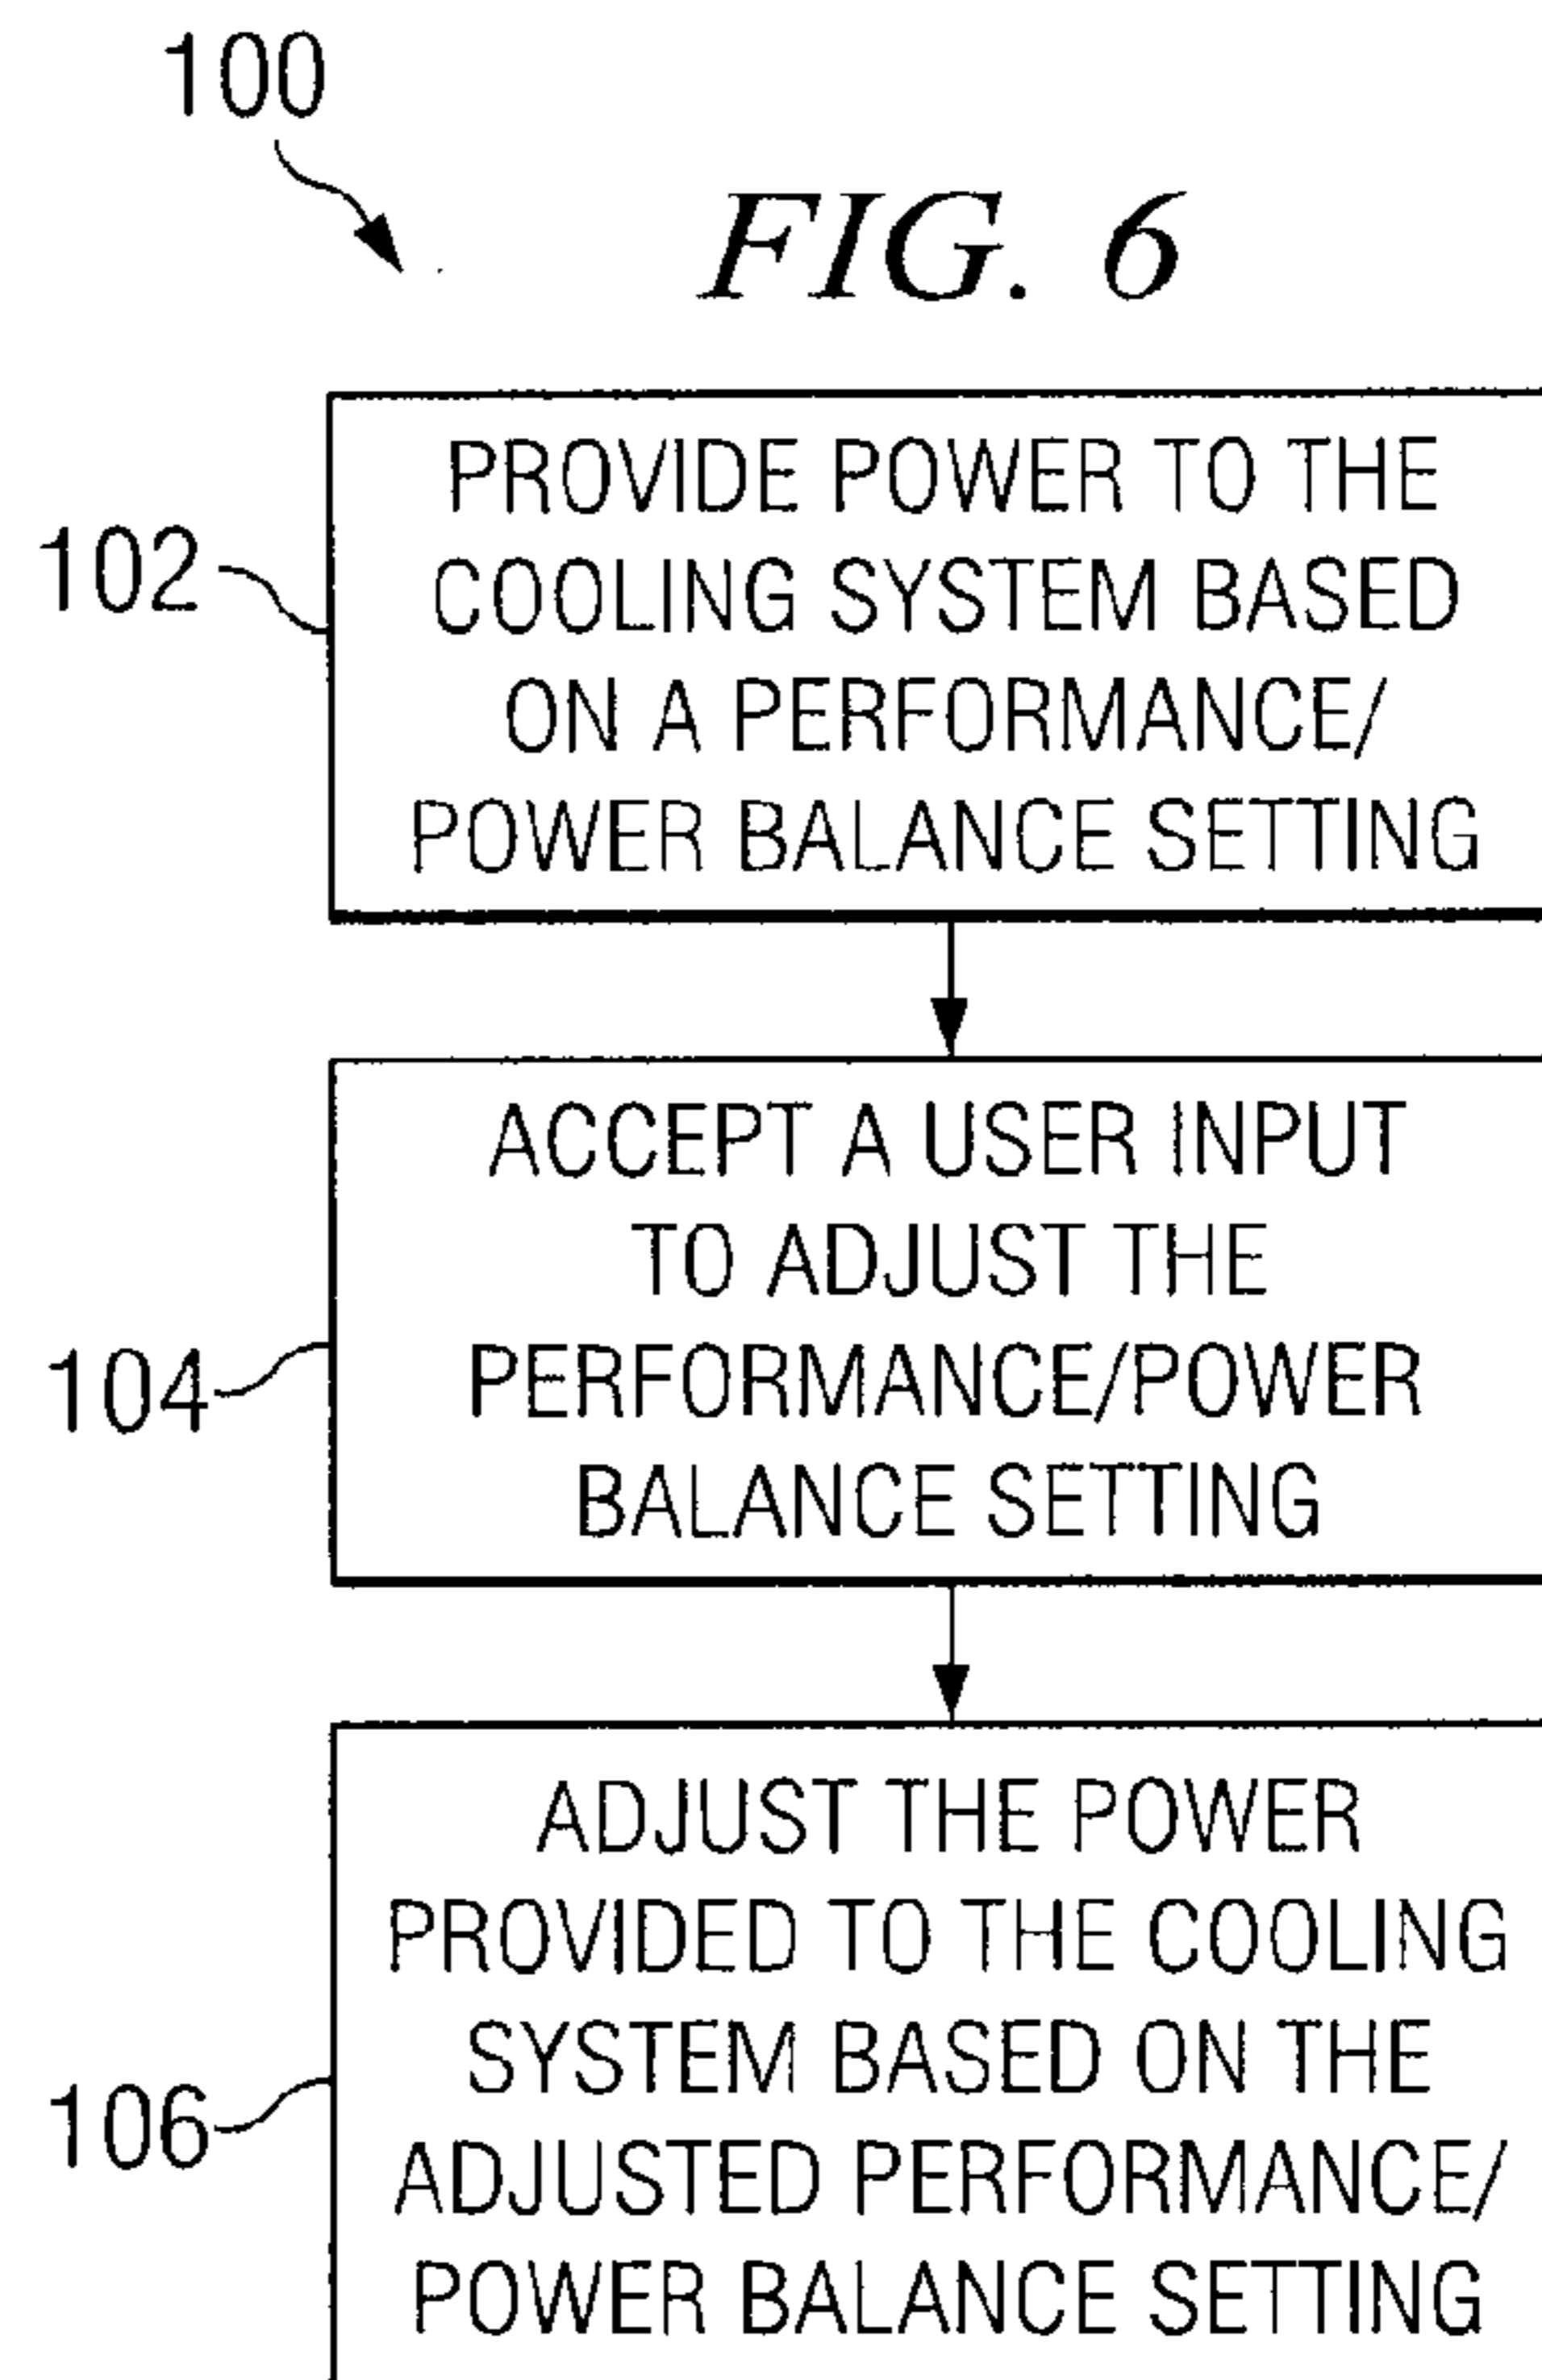 100
FIG. 6
102
PROVIDE POWER TO THE
COOLING SYSTEM BASED
ON A PERFORMANCE/
POWER BALANCE SETTING
104
ACCEPT A USER INPUT
TO ADJUST THE
PERFORMANCE/POWER
BALANCE SETTING
106
ADJUST THE POWER
PROVIDED TO THE COOLING
SYSTEM BASED ON THE
ADJUSTED PERFORMANCE/
POWER BALANCE SETTING